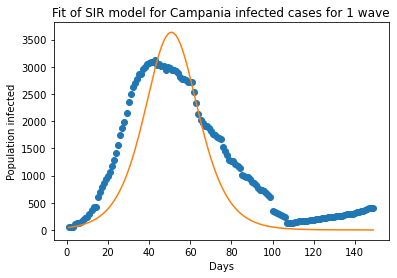 Fit of SIR model for Campania infected cases for 1 wave
Population infected
3500
3000
2500
2000
1500
1000
500
0
0 20 40 60 80 100 120 140
Days